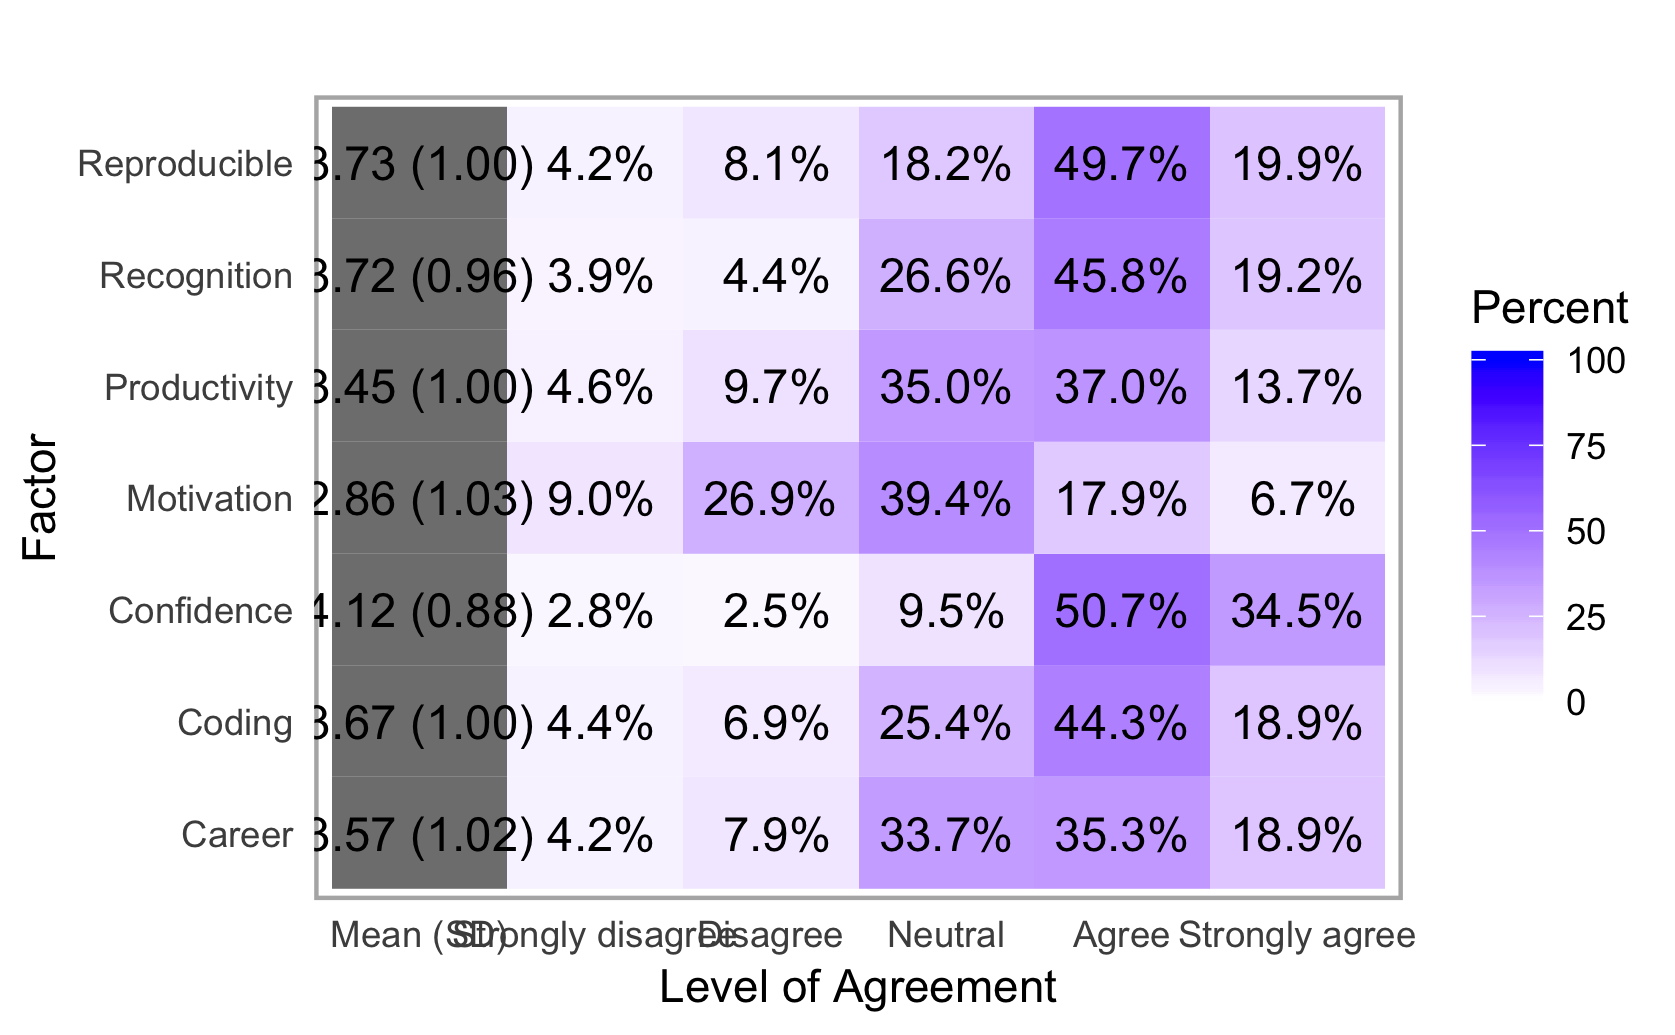 Reproducible 3.73 (1.00) 4.2% 8.1% 18.2% 49.7% 19.9%
Recognition 3.72 (0.96) 3.9% 4.4% 26.6% 45.8% 19.2%
Productivity 3.45 (1.00) 4.6% 9.7% 35.0% 37.0% 13.7%
Motivation 2.86 (1.03) 9.0% 26.9% 39.4% 17.9% 6.7%
Confidence 4.12 (0.88) 2.8% 2.5% 9.5% 50.7% 34.5%
Coding 3.67 (1.00) 4.4% 6.9% 25.4% 44.3% 18.9%
Career 3.57 (1.02) 4.2% 7.9% 33.7% 35.3% 18.9%
Factor
Mean (SD) Strongly disagree Disagree Neutral Agree Strongly agree
Level of Agreement
Percent
100
75
50
25
0